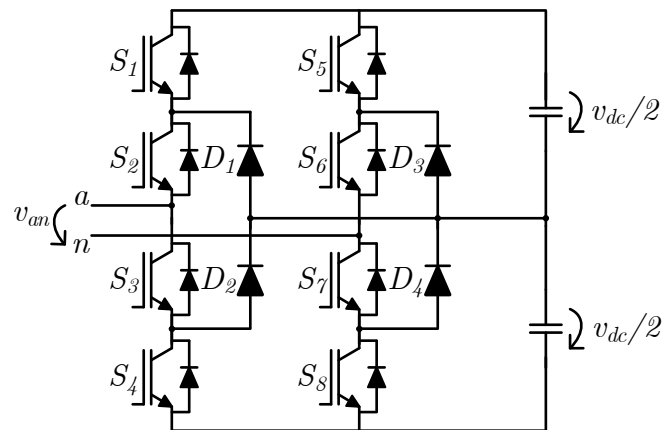 S1 S5
vdc/2
S2 D1 S6 D3
a
van
n
S3 D2 S7 D4
vdc/2
S4 S8